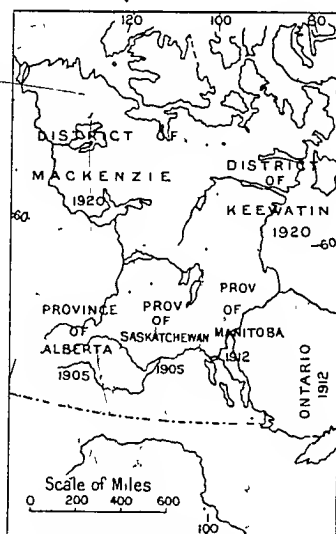 120 100 80
DISTRICT OF
MACKENZIE
1920
DISTRICT
OF
KEEWATIN
1920
60 60
PROVINCE
OF
ALBERTA
1905
PROV
OF
SASKATCHEWAN
1905
PROV
OF
MANITOBA
1912
ONTARIO
1912
Scale of Miles
0 200 400 600
100